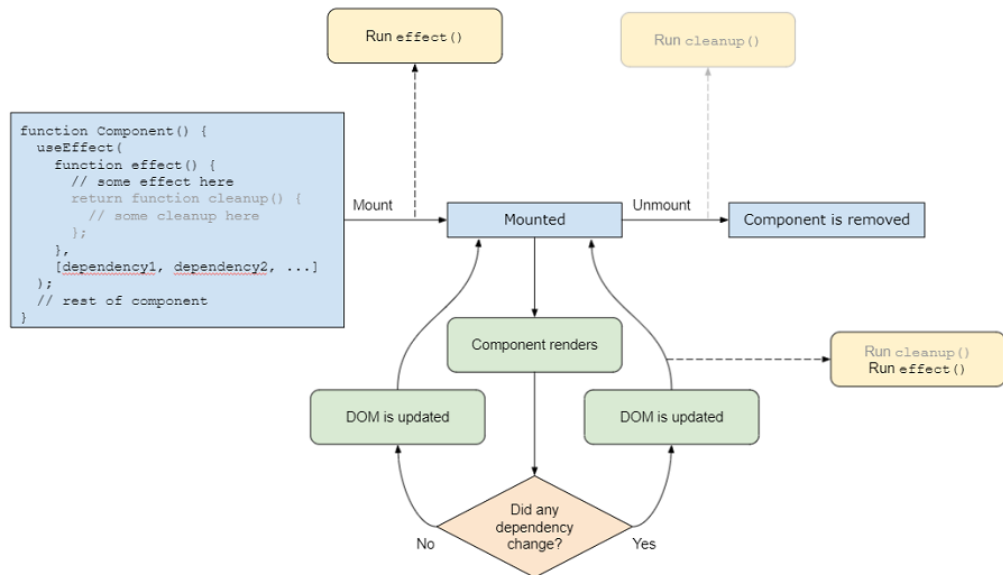 Run effect()
Run cleanup()
function Component() {
  useEffect(
    function effect() {
      // some effect here
      return function cleanup() {
        // some cleanup here
      };
    },
    [dependency1, dependency2, ...]
  );
  // rest of component
}
Mount
Mounted
Unmount
Component is removed
Component renders
Run cleanup()
Run effect()
DOM is updated
DOM is updated
Did any
dependency
change?
No
Yes